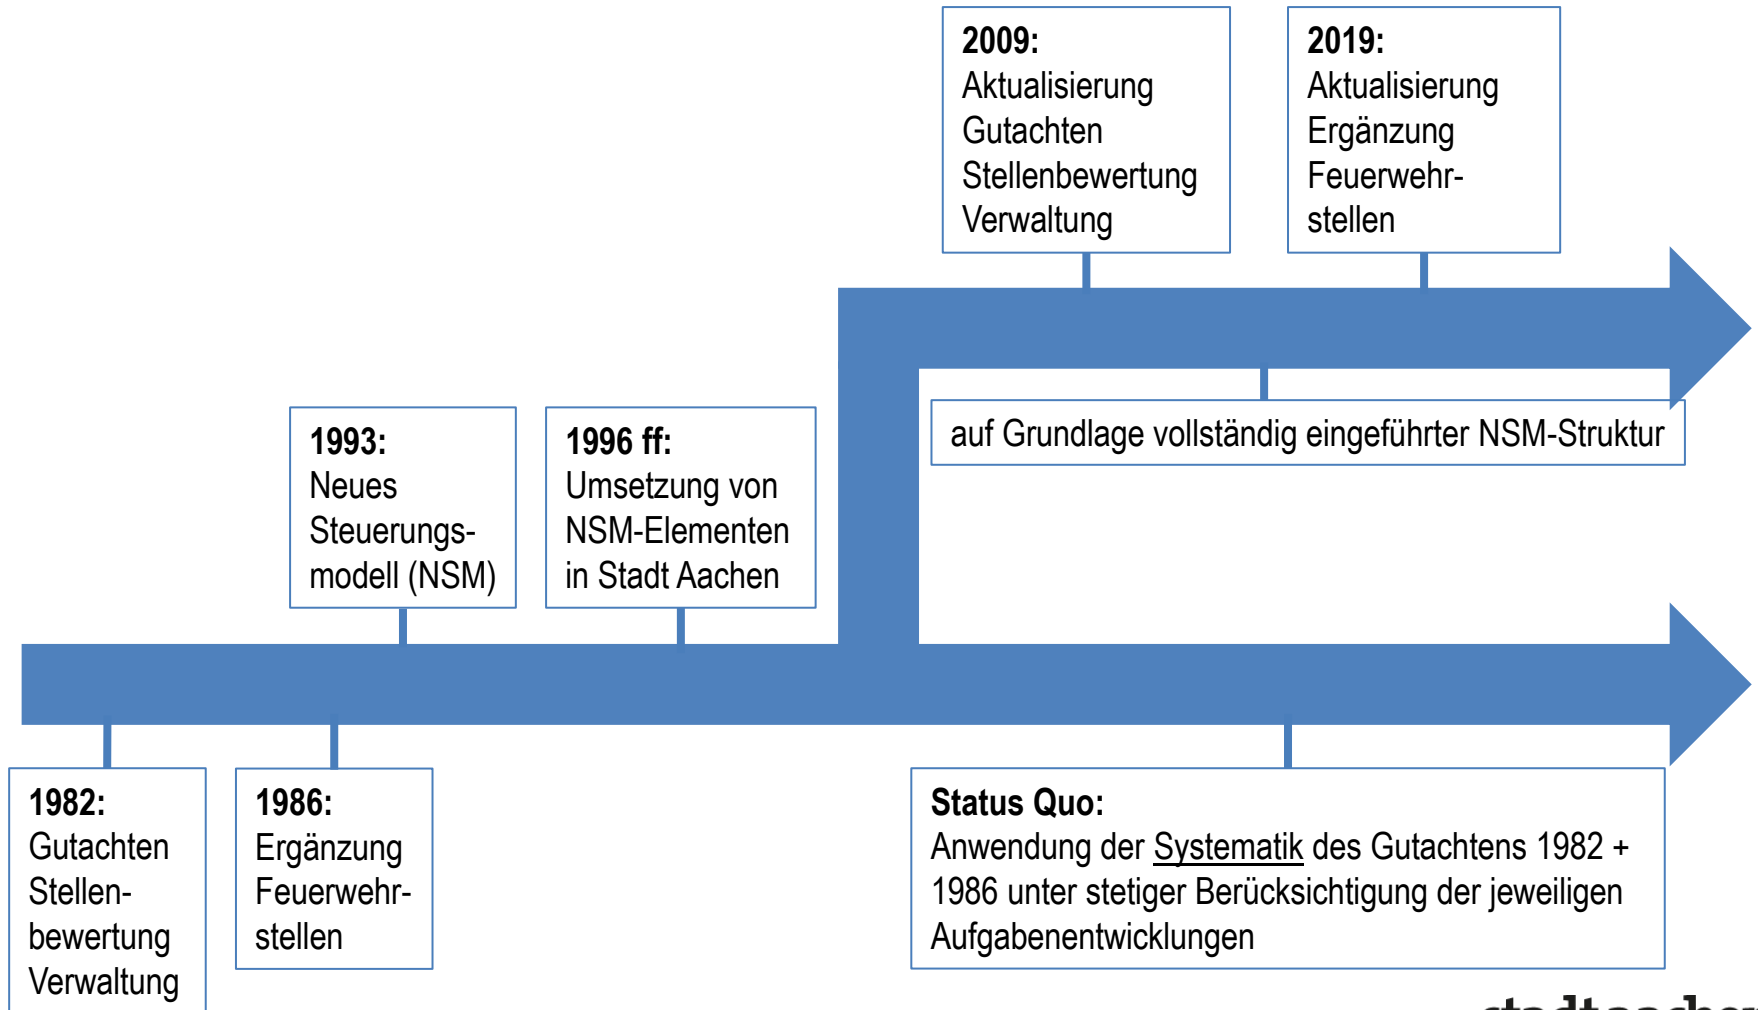 2009:
Aktualisierung
Gutachten
Stellenbewertung
Verwaltung
2019:
Aktualisierung
Ergänzung
Feuerwehr-
stellen
auf Grundlage vollständig eingeführter NSM-Struktur
1993:
Neues
Steuerungs-
modell (NSM)
1996 ff:
Umsetzung von
NSM-Elementen
in Stadt Aachen
1982:
Gutachten
Stellen-
bewertung
Verwaltung
1986:
Ergänzung
Feuerwehr-
stellen
Status Quo:
Anwendung der Systematik des Gutachtens 1982 +
1986 unter stetiger Berücksichtigung der jeweiligen
Aufgabenentwicklungen